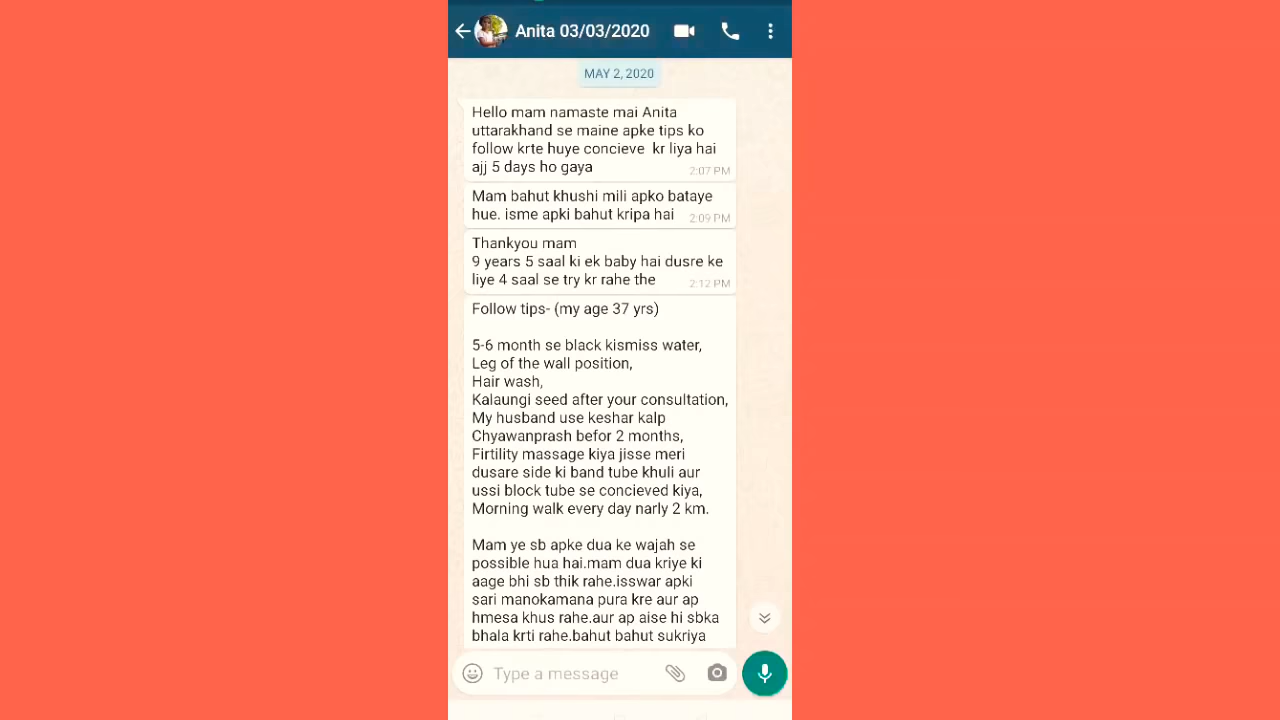 Anita 03/03/2020
MAY 2, 2020
Hello mam namaste mai Anita
uttarakhand se maine apke tips ko
follow krte huye concieve kr liya hai
ajj 5 days ho gaya
2:07 PM
Mam bahut khushi mili apko bataye
hue. isme apki bahut kripa hai
2:09 PM
Thankyou mam
9 years 5 saal ki ek baby hai dusre ke
liye 4 saal se try kr rahe the
2:12 PM
Follow tips- (my age 37 yrs)
5-6 month se black kismiss water,
Leg of the wall position,
Hair wash,
Kalaungi seed after your consultation,
My husband use keshar kalp
Chyawanprash befor 2 months,
Firtility massage kiya jisse meri
dusare side ki band tube khuli aur
ussi block tube se concieved kiya,
Morning walk every day narly 2 km.
Mam ye sb apke dua ke wajah se
possible hua hai.mam dua kriye ki
aage bhi sb thik rahe.isswar apki
sari manokamana pura kre aur ap
hmesa khus rahe.aur ap aise hi sbka
bhala krti rahe.bahut bahut sukriya
Type a message